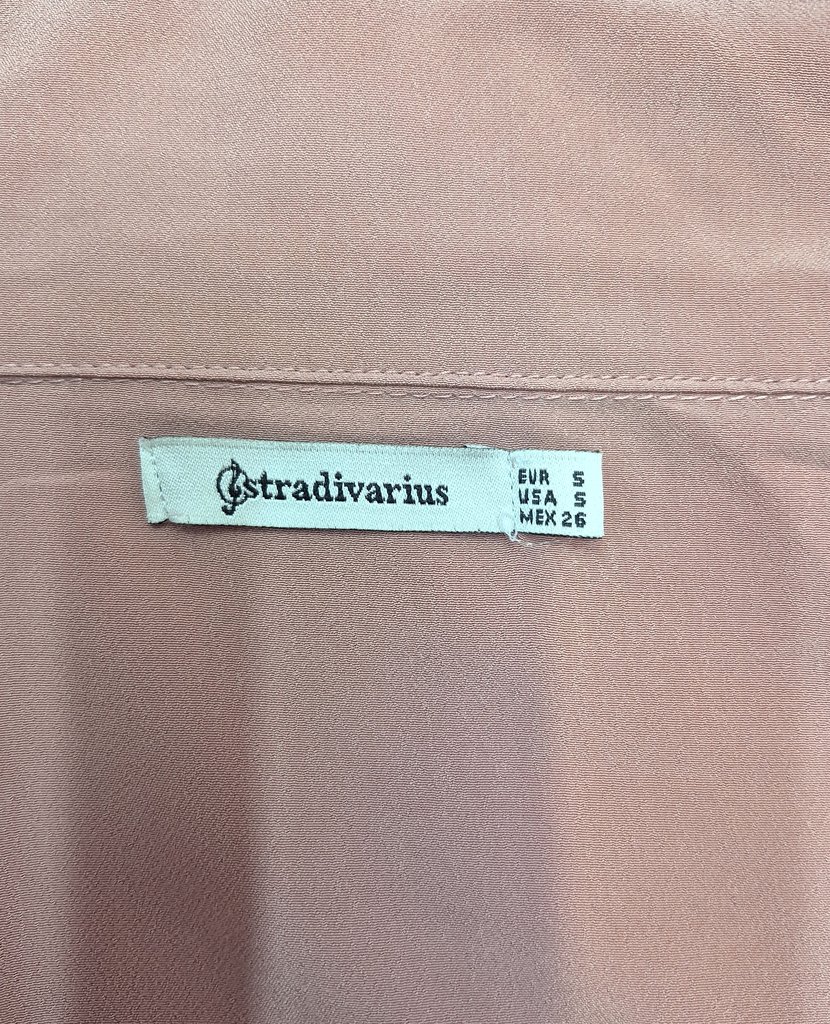 stradivarius
EUR S
USA S
MEX 26